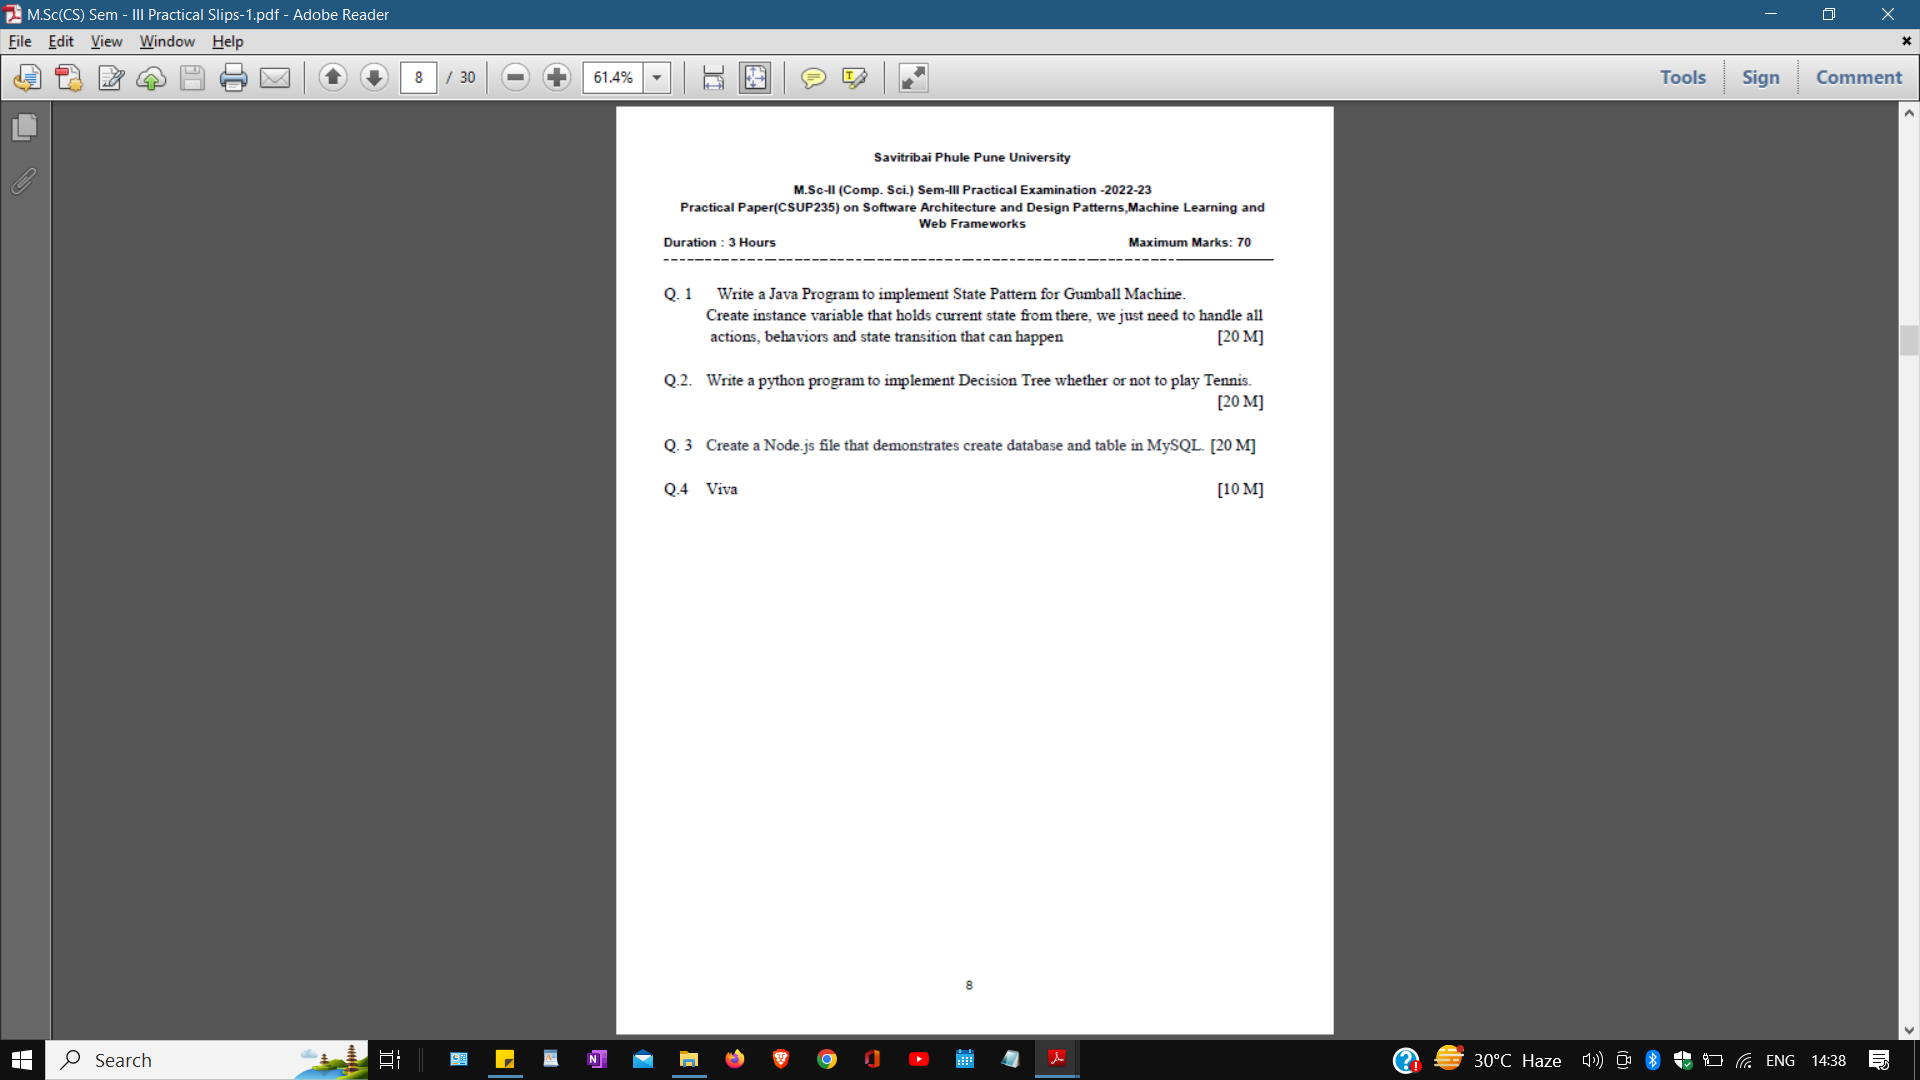 M.Sc(CS) Sem - III Practical Slips-1.pdf - Adobe Reader
File Edit View Window Help
8 / 30 61.4% Tools Sign Comment
Savitribai Phule Pune University
M.Sc-II (Comp. Sci.) Sem-III Practical Examination -2022-23
Practical Paper(CSUP235) on Software Architecture and Design Patterns,Machine Learning and
Web Frameworks
Duration : 3 Hours Maximum Marks: 70
Q. 1 Write a Java Program to implement State Pattern for Gumball Machine.
Create instance variable that holds current state from there, we just need to handle all
actions, behaviors and state transition that can happen [20 M]
Q.2. Write a python program to implement Decision Tree whether or not to play Tennis.
[20 M]
Q. 3 Create a Node.js file that demonstrates create database and table in MySQL. [20 M]
Q.4 Viva [10 M]
8
Search 30°C Haze ENG 14:38